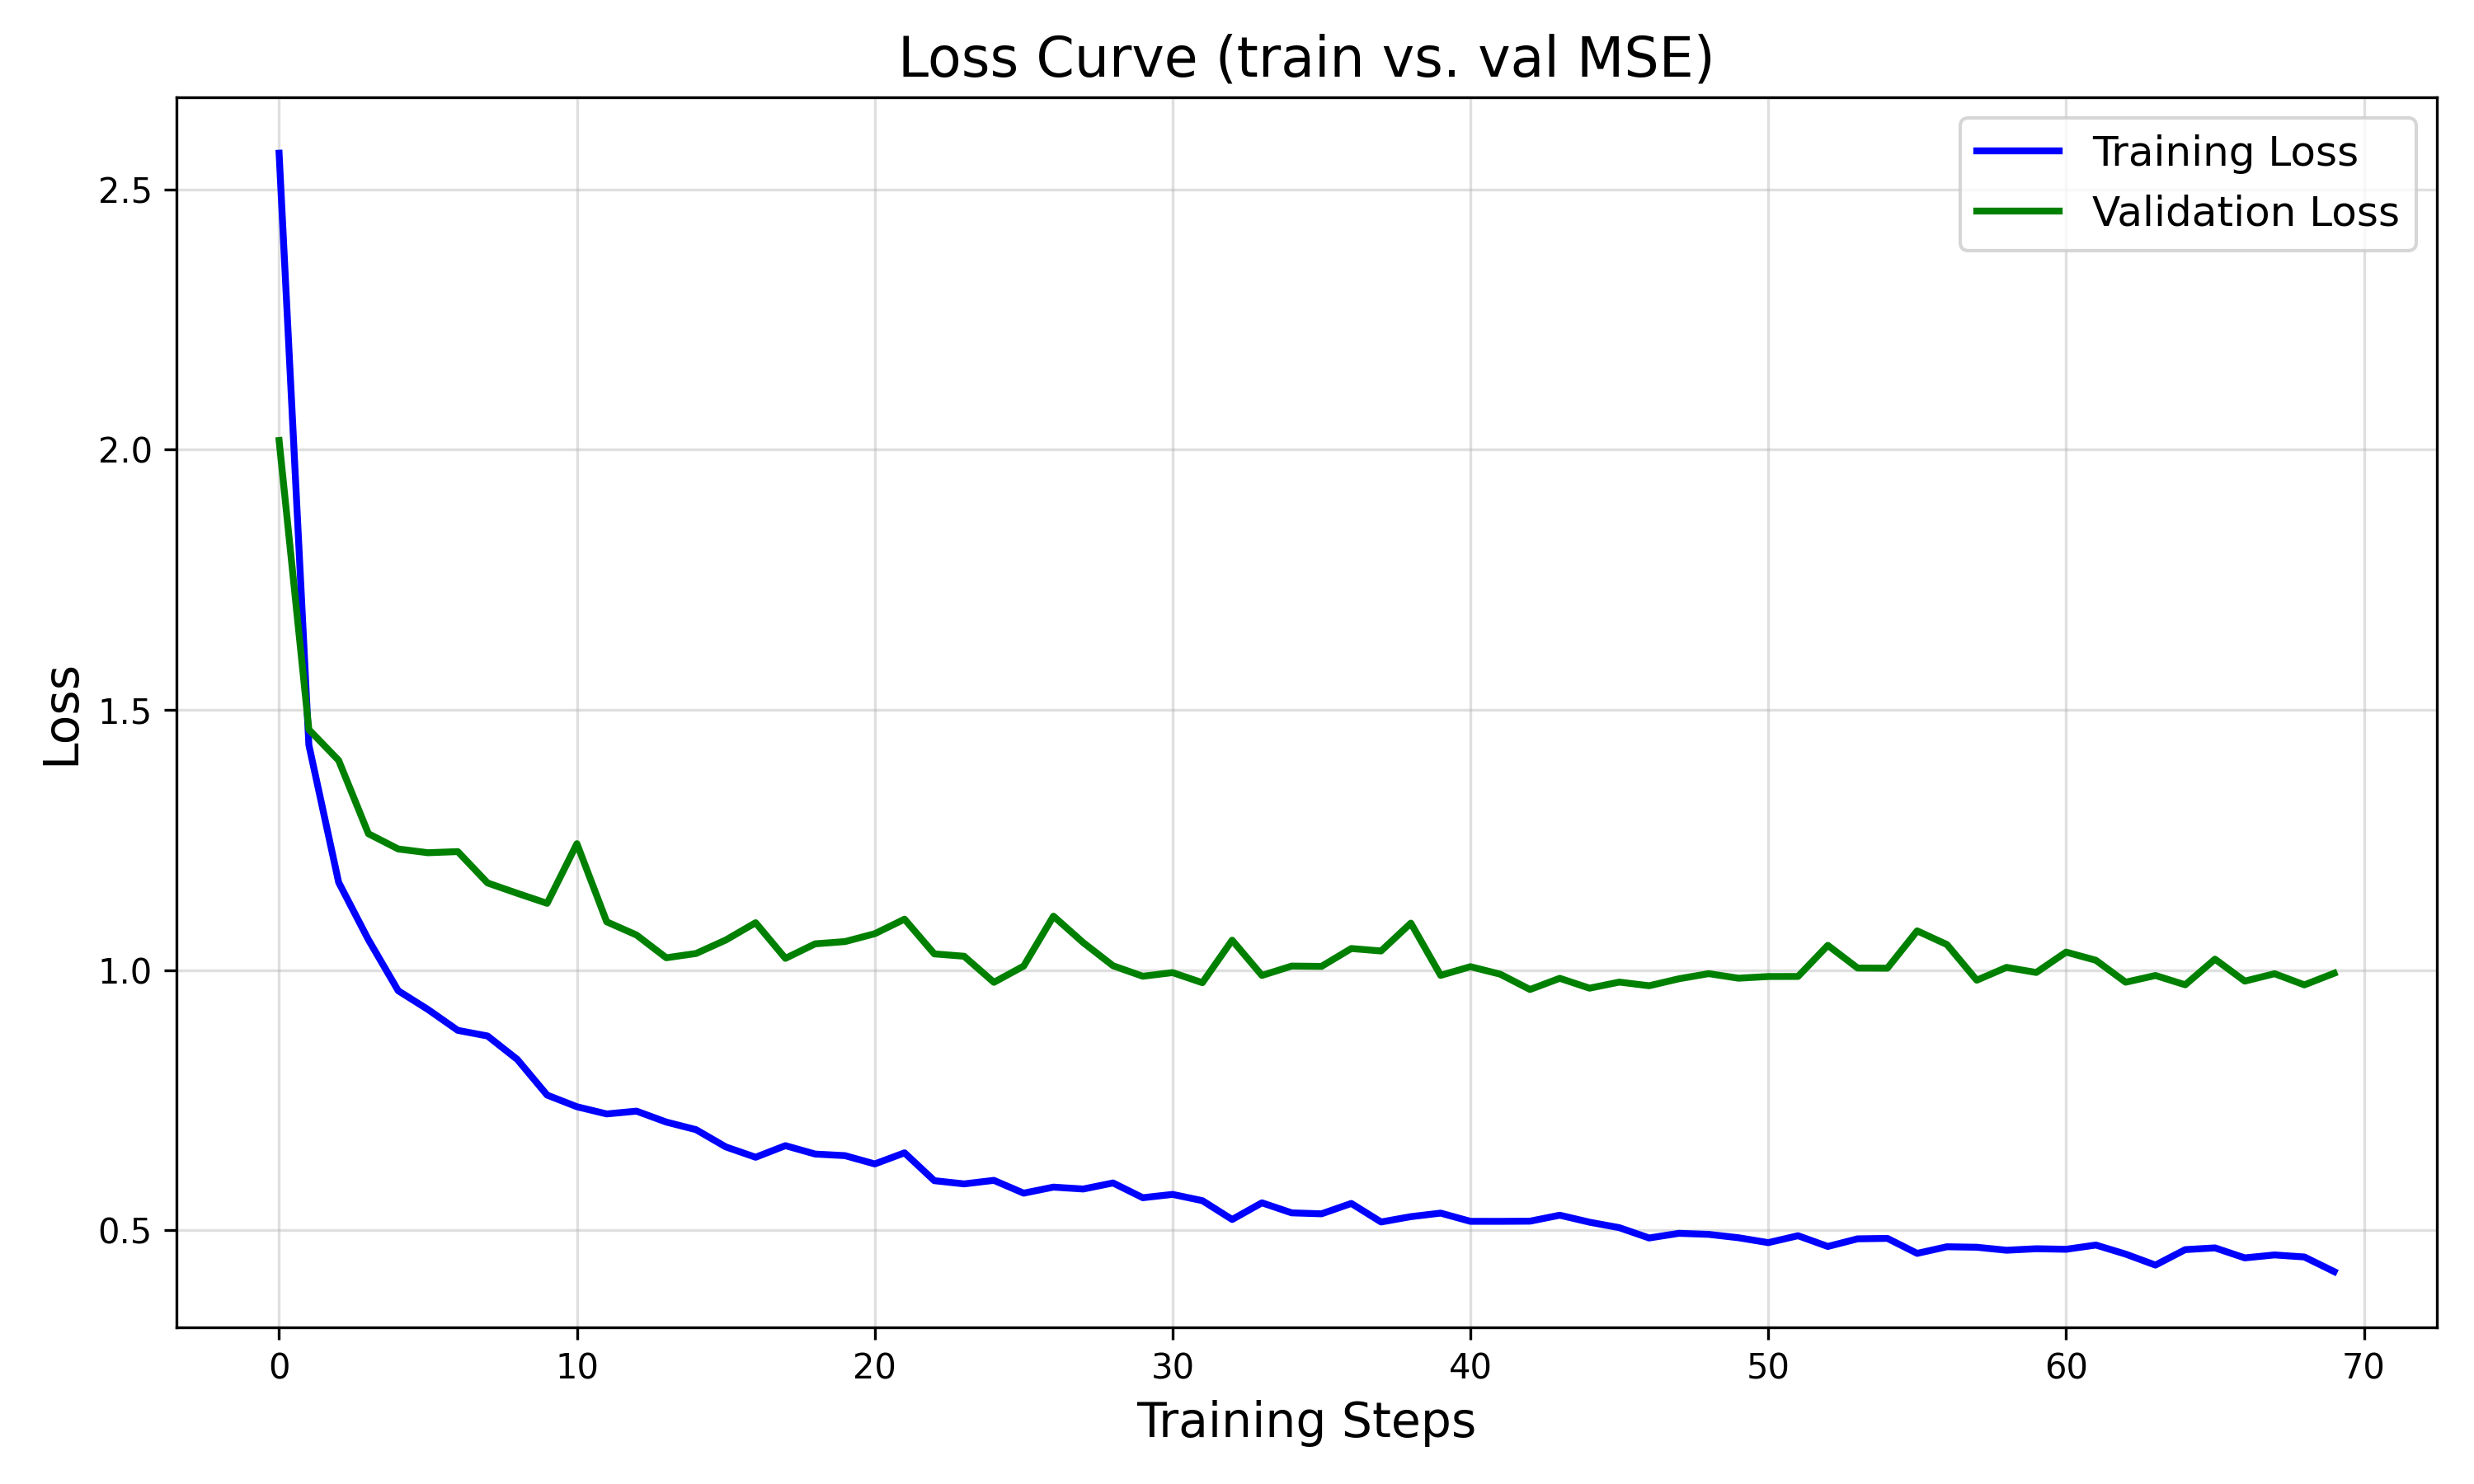 Loss Curve (train vs. val MSE)
Training Loss
Validation Loss
2.5
2.0
1.5
1.0
0.5
Loss
0 10 20 30 40 50 60 70
Training Steps